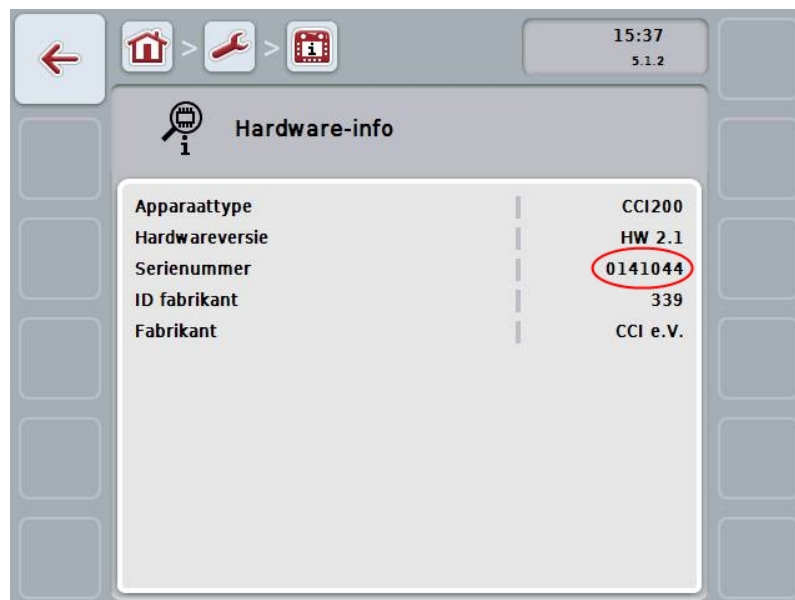 15:37
5.1.2
Hardware-info
Apparaattype CCI200
Hardwareversie HW 2.1
Serienummer 0141044
ID fabrikant 339
Fabrikant CCI e.V.